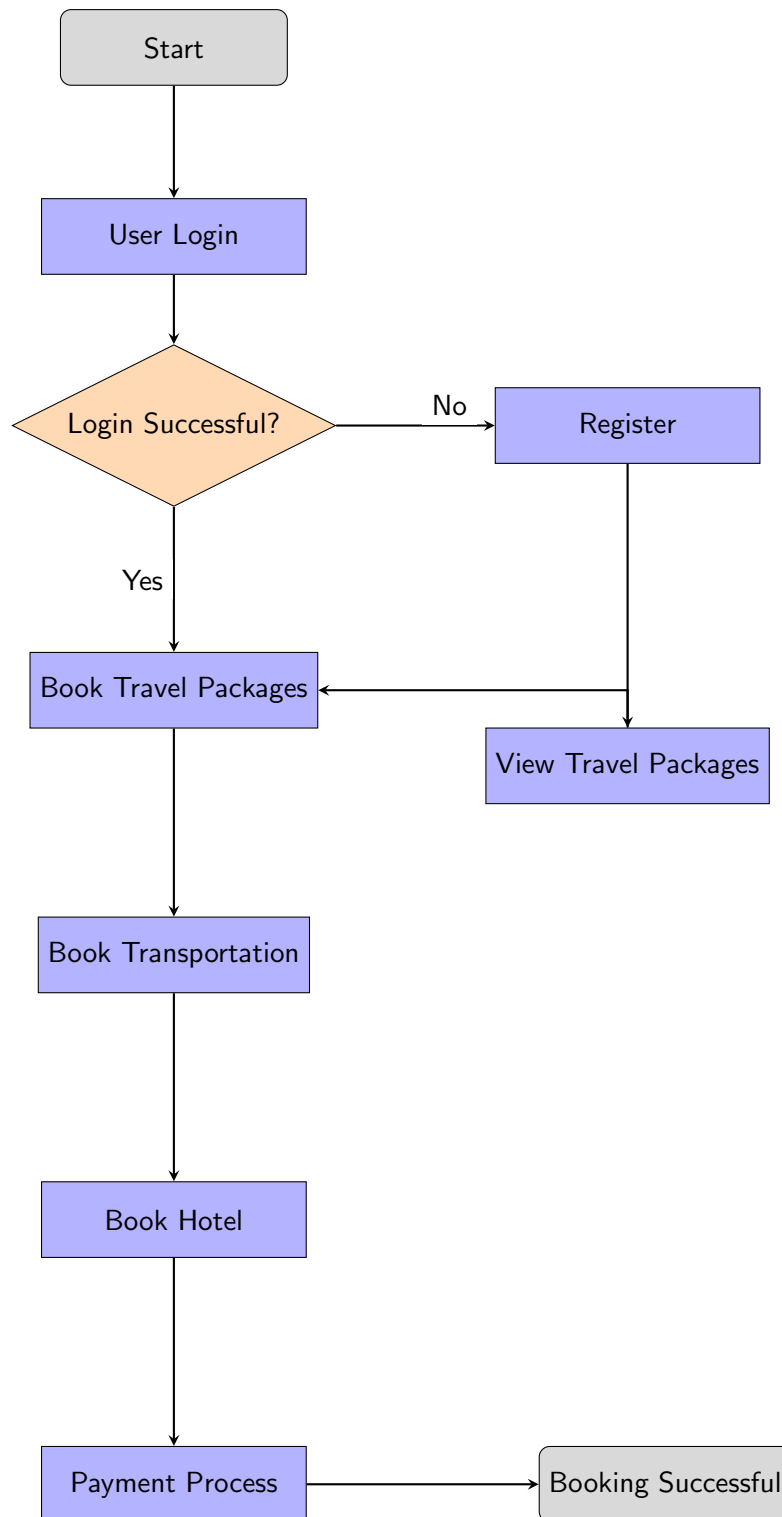 Start
User Login
Login Successful?
No
Register
Yes
Book Travel Packages
View Travel Packages
Book Transportation
Book Hotel
Payment Process
Booking Successful